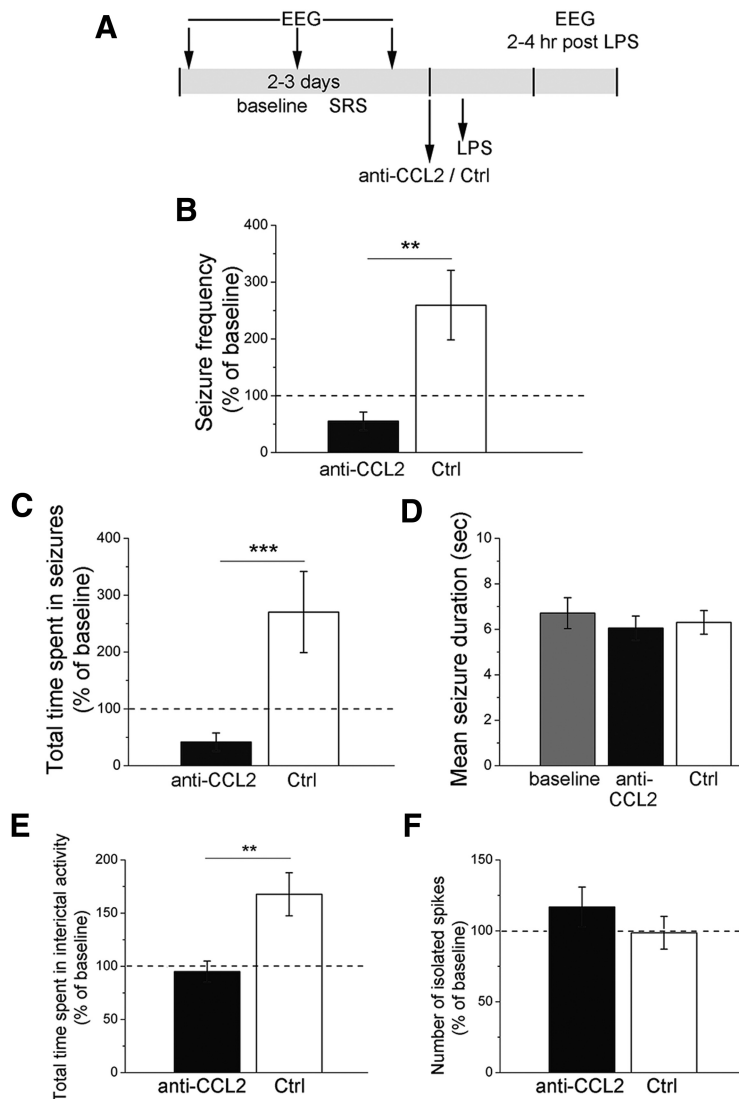 A
EEG
EEG
2-4 hr post LPS
2-3 days
baseline SRS
LPS
anti-CCL2 / Ctrl
B
Seizure frequency
(% of baseline)
400
300
200
100
0
**
anti-CCL2 Ctrl
C
Total time spent in seizures
(% of baseline)
400
300
200
100
0
***
anti-CCL2 Ctrl
D
Mean seizure duration (sec)
10
8
6
4
2
0
baseline anti- Ctrl
CCL2
E
Total time spent in interictal activity
(% of baseline)
200
150
100
50
0
**
anti-CCL2 Ctrl
F
Number of isolated spikes
(% of baseline)
150
100
50
0
anti-CCL2 Ctrl